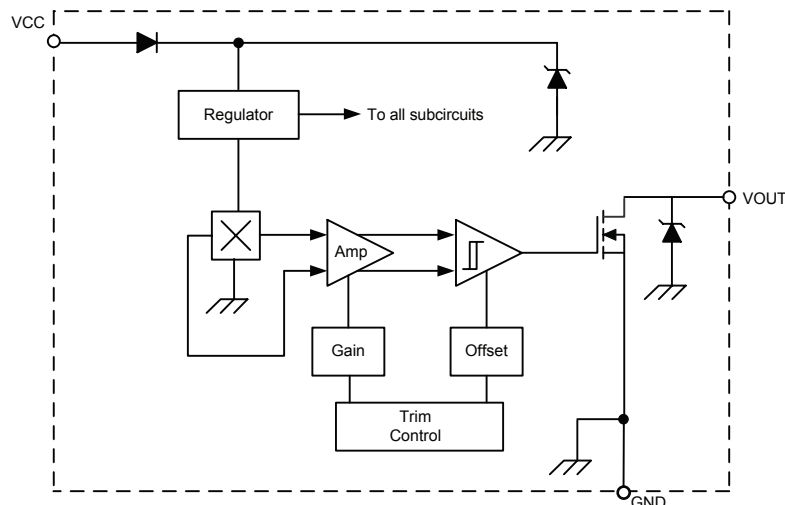 VCC
Regulator
To all subcircuits
VOUT
Amp
Gain
Offset
Trim
Control
GND